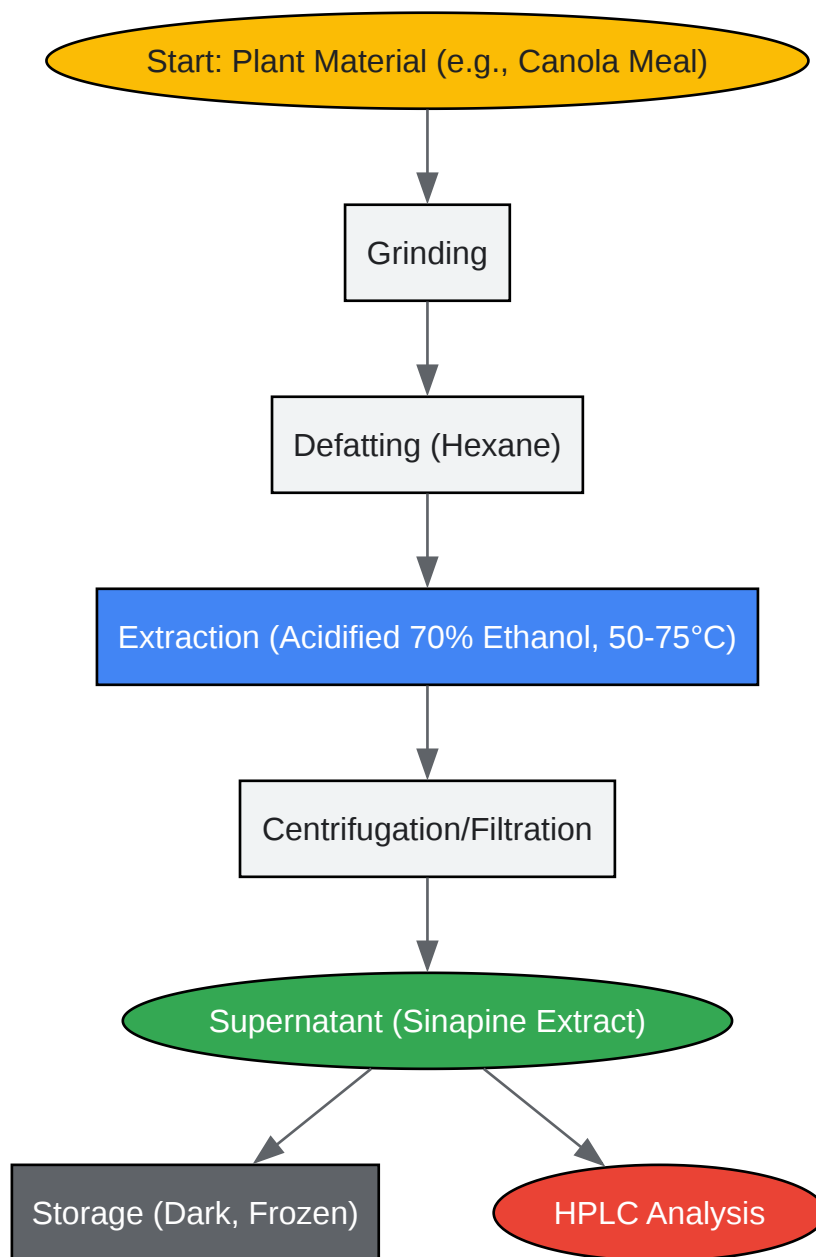 Start: Plant Material (e.g., Canola Meal)
Grinding
Defatting (Hexane)
Extraction (Acidified 70% Ethanol, 50-75°C)
Centrifugation/Filtration
Supernatant (Sinapine Extract)
Storage (Dark, Frozen)
HPLC Analysis